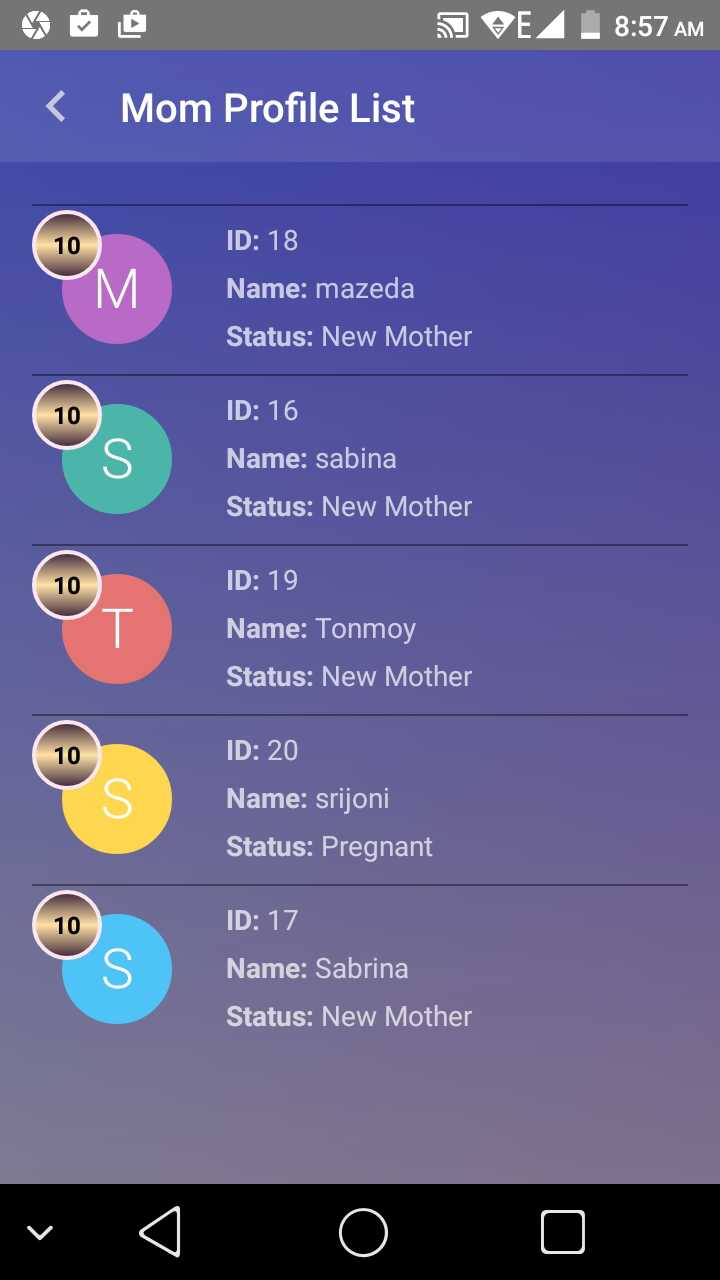 E 8:57 AM
Mom Profile List
10
M
ID: 18
Name: mazeda
Status: New Mother
10
S
ID: 16
Name: sabina
Status: New Mother
10
T
ID: 19
Name: Tonmoy
Status: New Mother
10
S
ID: 20
Name: srijoni
Status: Pregnant
10
S
ID: 17
Name: Sabrina
Status: New Mother